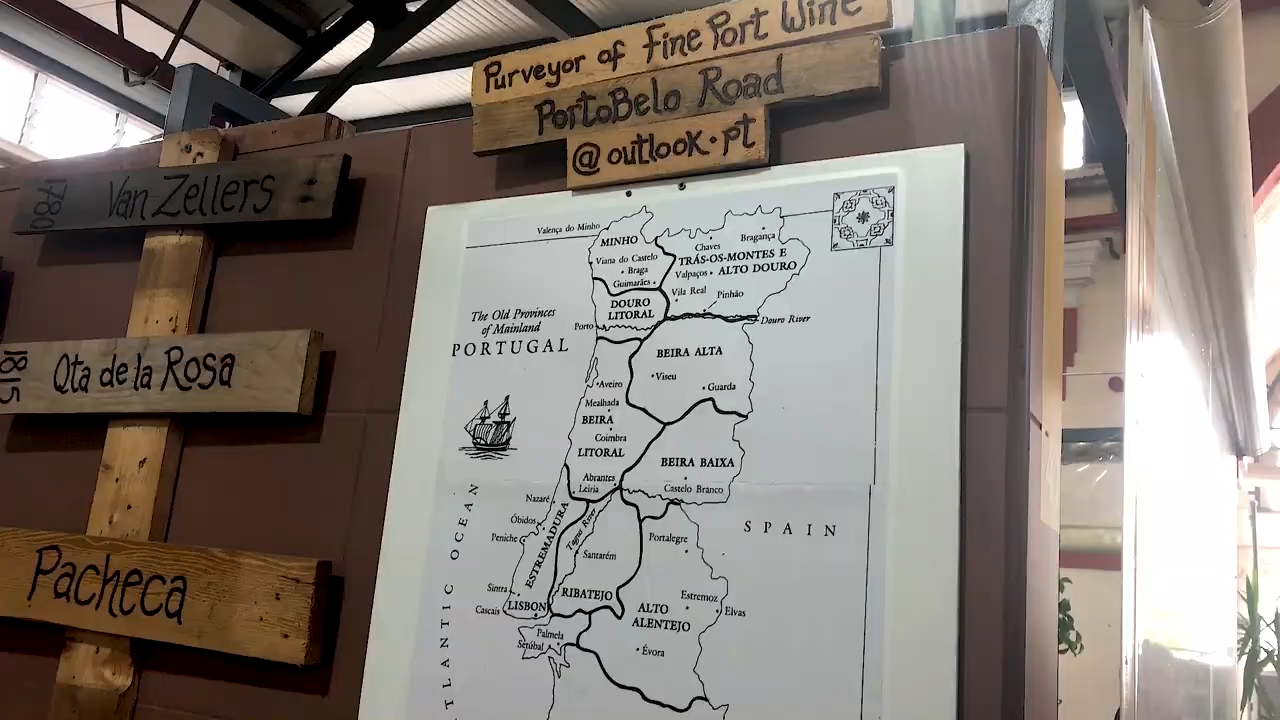 Purveyor of Fine Port Wine
PortoBelo Road
@outlook.pt
1780
Van Zellers
1815
Qta de la Rosa
Pacheca
Valença do Minho
MINHO
Viana do Castelo
Braga
Guimarães
Chaves
Bragança
TRÁS-OS-MONTES E
ALTO DOURO
Valpaços
Vila Real
Pinhão
DOURO
LITORAL
Porto
Douro River
The Old Provinces
of Mainland
PORTUGAL
BEIRA ALTA
Viseu
Guarda
Aveiro
Mealhada
BEIRA
Coimbra
LITORAL
BEIRA BAIXA
Castelo Branco
Abrantes
Leiria
Nazaré
Óbidos
Peniche
ESTREMADURA
Tagus River
Santarém
Portalegre
SPAIN
ATLANTIC OCEAN
Sintra
Cascais
LISBON
RIBATEJO
ALTO
ALENTEJO
Estremoz
Elvas
Palmela
Setúbal
Évora